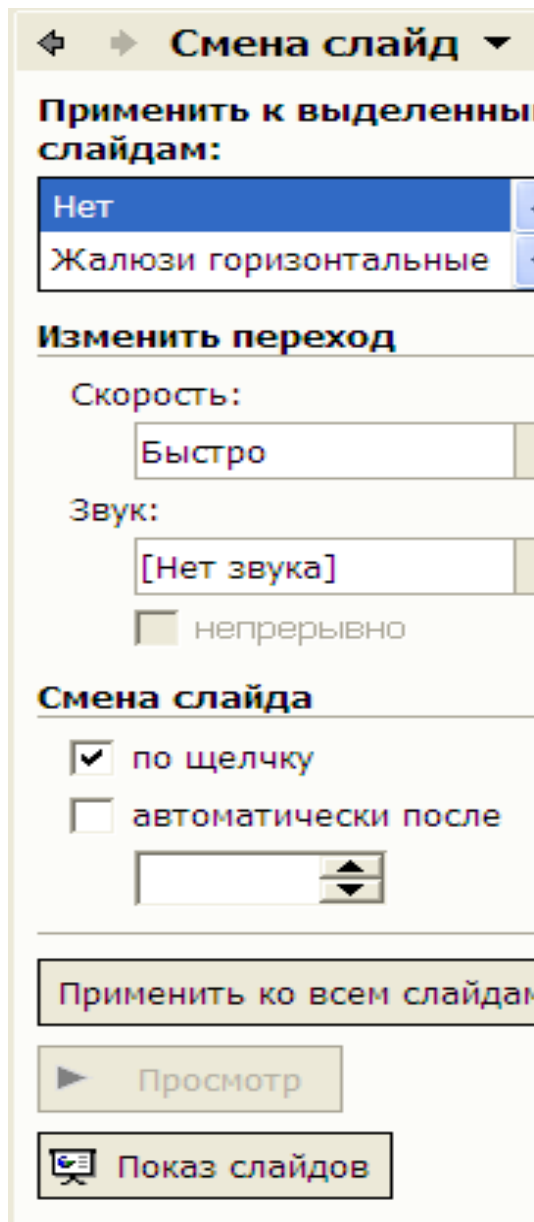 Смена слайд
Применить к выделенны
слайдам:
Нет
Жалюзи горизонтальные
Изменить переход
Скорость:
Быстро
Звук:
[Нет звука]
непрерывно
Смена слайда
по щелчку
автоматически после
Применить ко всем слайдам
Просмотр
Показ слайдов